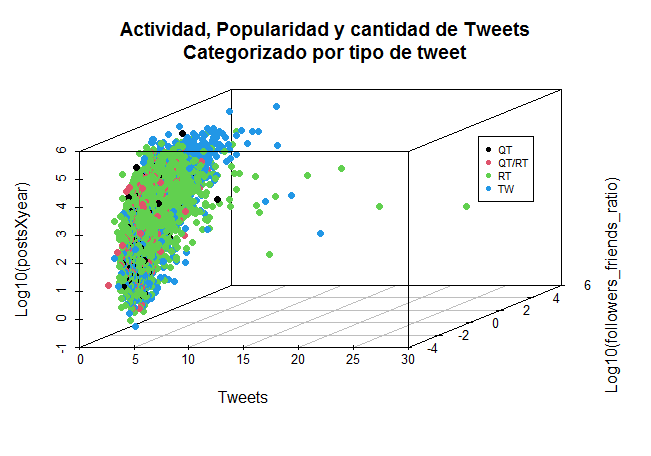 Actividad, Popularidad y cantidad de Tweets
Categorizado por tipo de tweet
QT
QT/RT
RT
TW
Log10(postsXyear)
6
5
4
3
2
1
0
-1
0
5
10
15
20
25
30
Tweets
-4
-2
0
2
4
6
Log10(followers_friends_ratio)